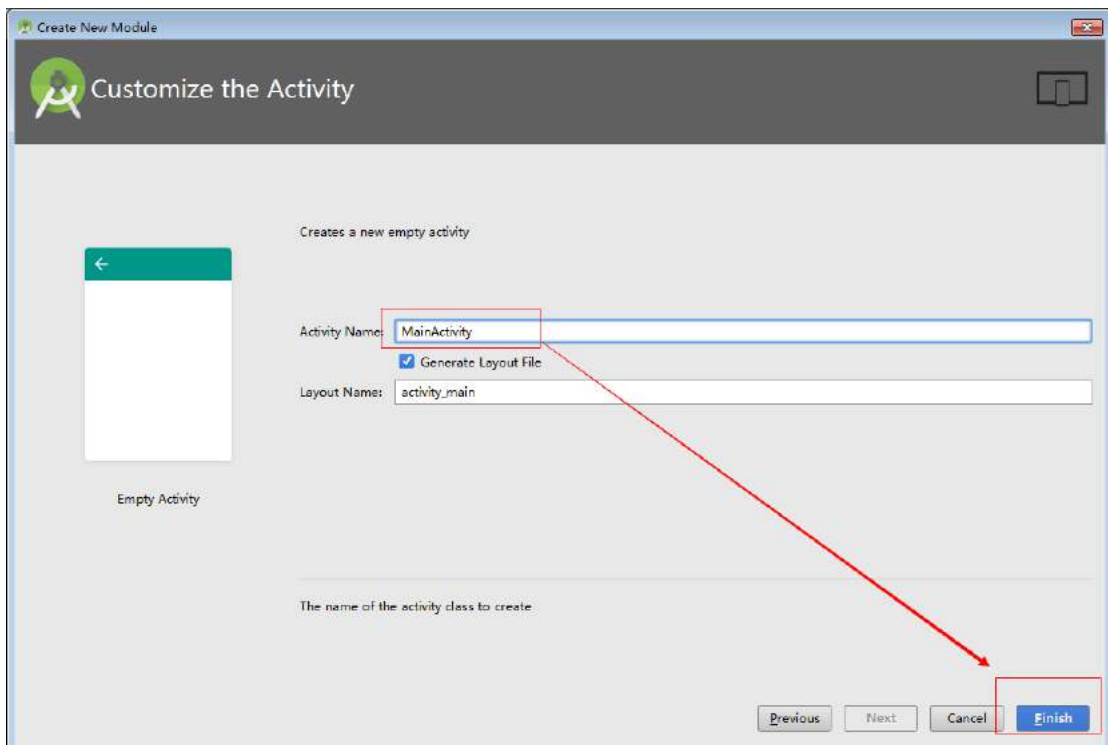 Create New Module
Customize the Activity
Creates a new empty activity
Activity Name: MainActivity
Generate Layout File
Layout Name: activity_main
Empty Activity
The name of the activity class to create
Previous Next Cancel Finish